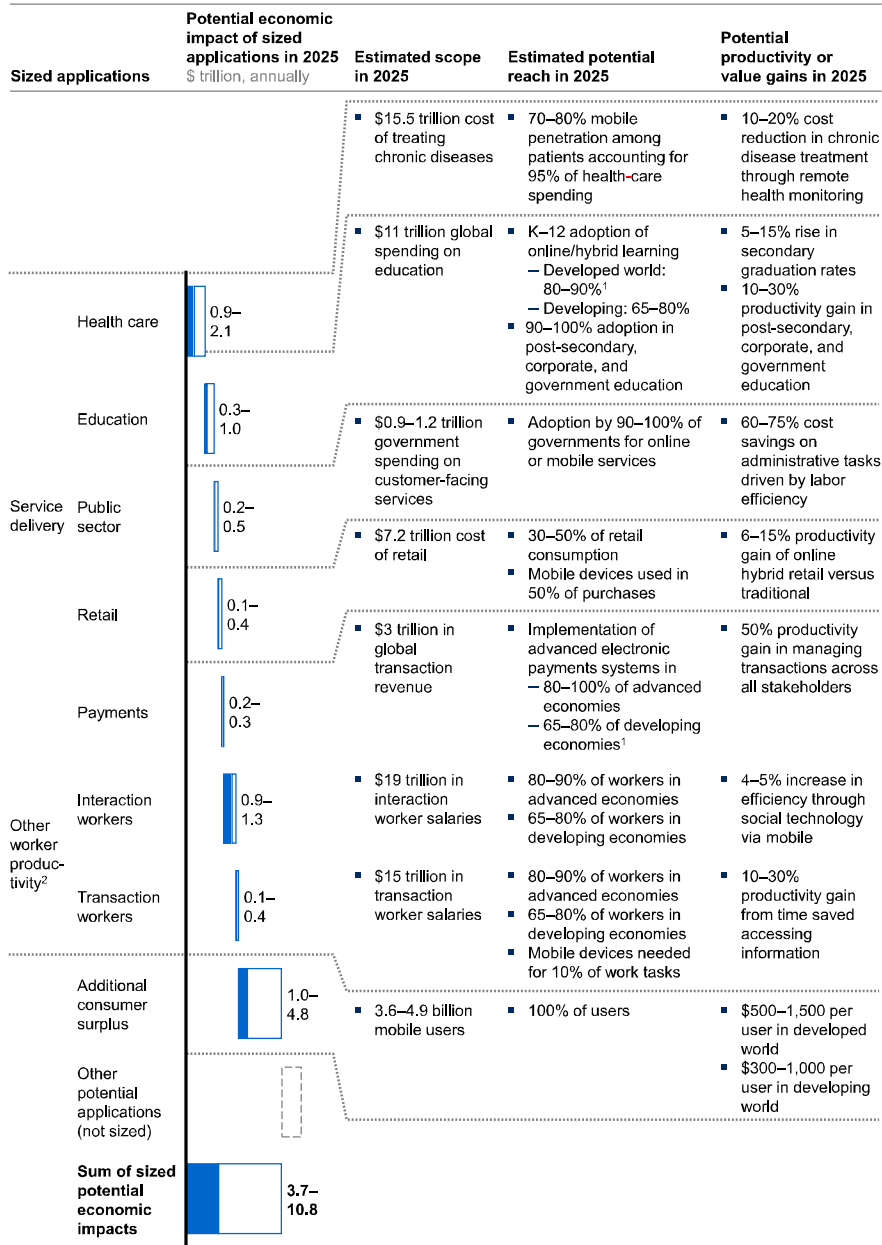 Sized applications
Potential economic
impact of sized
applications in 2025
$ trillion, annually
Estimated scope
in 2025
Estimated potential
reach in 2025
Potential
productivity or
value gains in 2025
Service
delivery
Health care
0.9–
2.1
▪ $15.5 trillion cost
of treating
chronic diseases
▪ 70–80% mobile
penetration among
patients accounting for
95% of health-care
spending
▪ 10–20% cost
reduction in chronic
disease treatment
through remote
health monitoring
Education
0.3–
1.0
▪ $11 trillion global
spending on
education
▪ K–12 adoption of
online/hybrid learning
– Developed world:
80–90%¹
– Developing: 65–80%
▪ 90–100% adoption in
post-secondary,
corporate, and
government education
▪ 5–15% rise in
secondary
graduation rates
▪ 10–30%
productivity gain in
post-secondary,
corporate, and
government
education
Public
sector
0.2–
0.5
▪ $0.9–1.2 trillion
government
spending on
customer-facing
services
▪ Adoption by 90–100% of
governments for online
or mobile services
▪ 60–75% cost
savings on
administrative tasks
driven by labor
efficiency
Retail
0.1–
0.4
▪ $7.2 trillion cost
of retail
▪ 30–50% of retail
consumption
▪ Mobile devices used in
50% of purchases
▪ 6–15% productivity
gain of online
hybrid retail versus
traditional
Payments
0.2–
0.3
▪ $3 trillion in
global
transaction
revenue
▪ Implementation of
advanced electronic
payments systems in
– 80–100% of advanced
economies
– 65–80% of developing
economies¹
▪ 50% productivity
gain in managing
transactions across
all stakeholders
Other
worker
produc-
tivity²
Interaction
workers
0.9–
1.3
▪ $19 trillion in
interaction
worker salaries
▪ 80–90% of workers in
advanced economies
▪ 65–80% of workers in
developing economies
▪ 4–5% increase in
efficiency through
social technology
via mobile
Transaction
workers
0.1–
0.4
▪ $15 trillion in
transaction
worker salaries
▪ 80–90% of workers in
advanced economies
▪ 65–80% of workers in
developing economies
▪ Mobile devices needed
for 10% of work tasks
▪ 10–30%
productivity gain
from time saved
accessing
information
Additional
consumer
surplus
1.0–
4.8
▪ 3.6–4.9 billion
mobile users
▪ 100% of users
▪ $500–1,500 per
user in developed
world
▪ $300–1,000 per
user in developing
world
Other
potential
applications
(not sized)
Sum of sized
potential
economic
impacts
3.7–
10.8